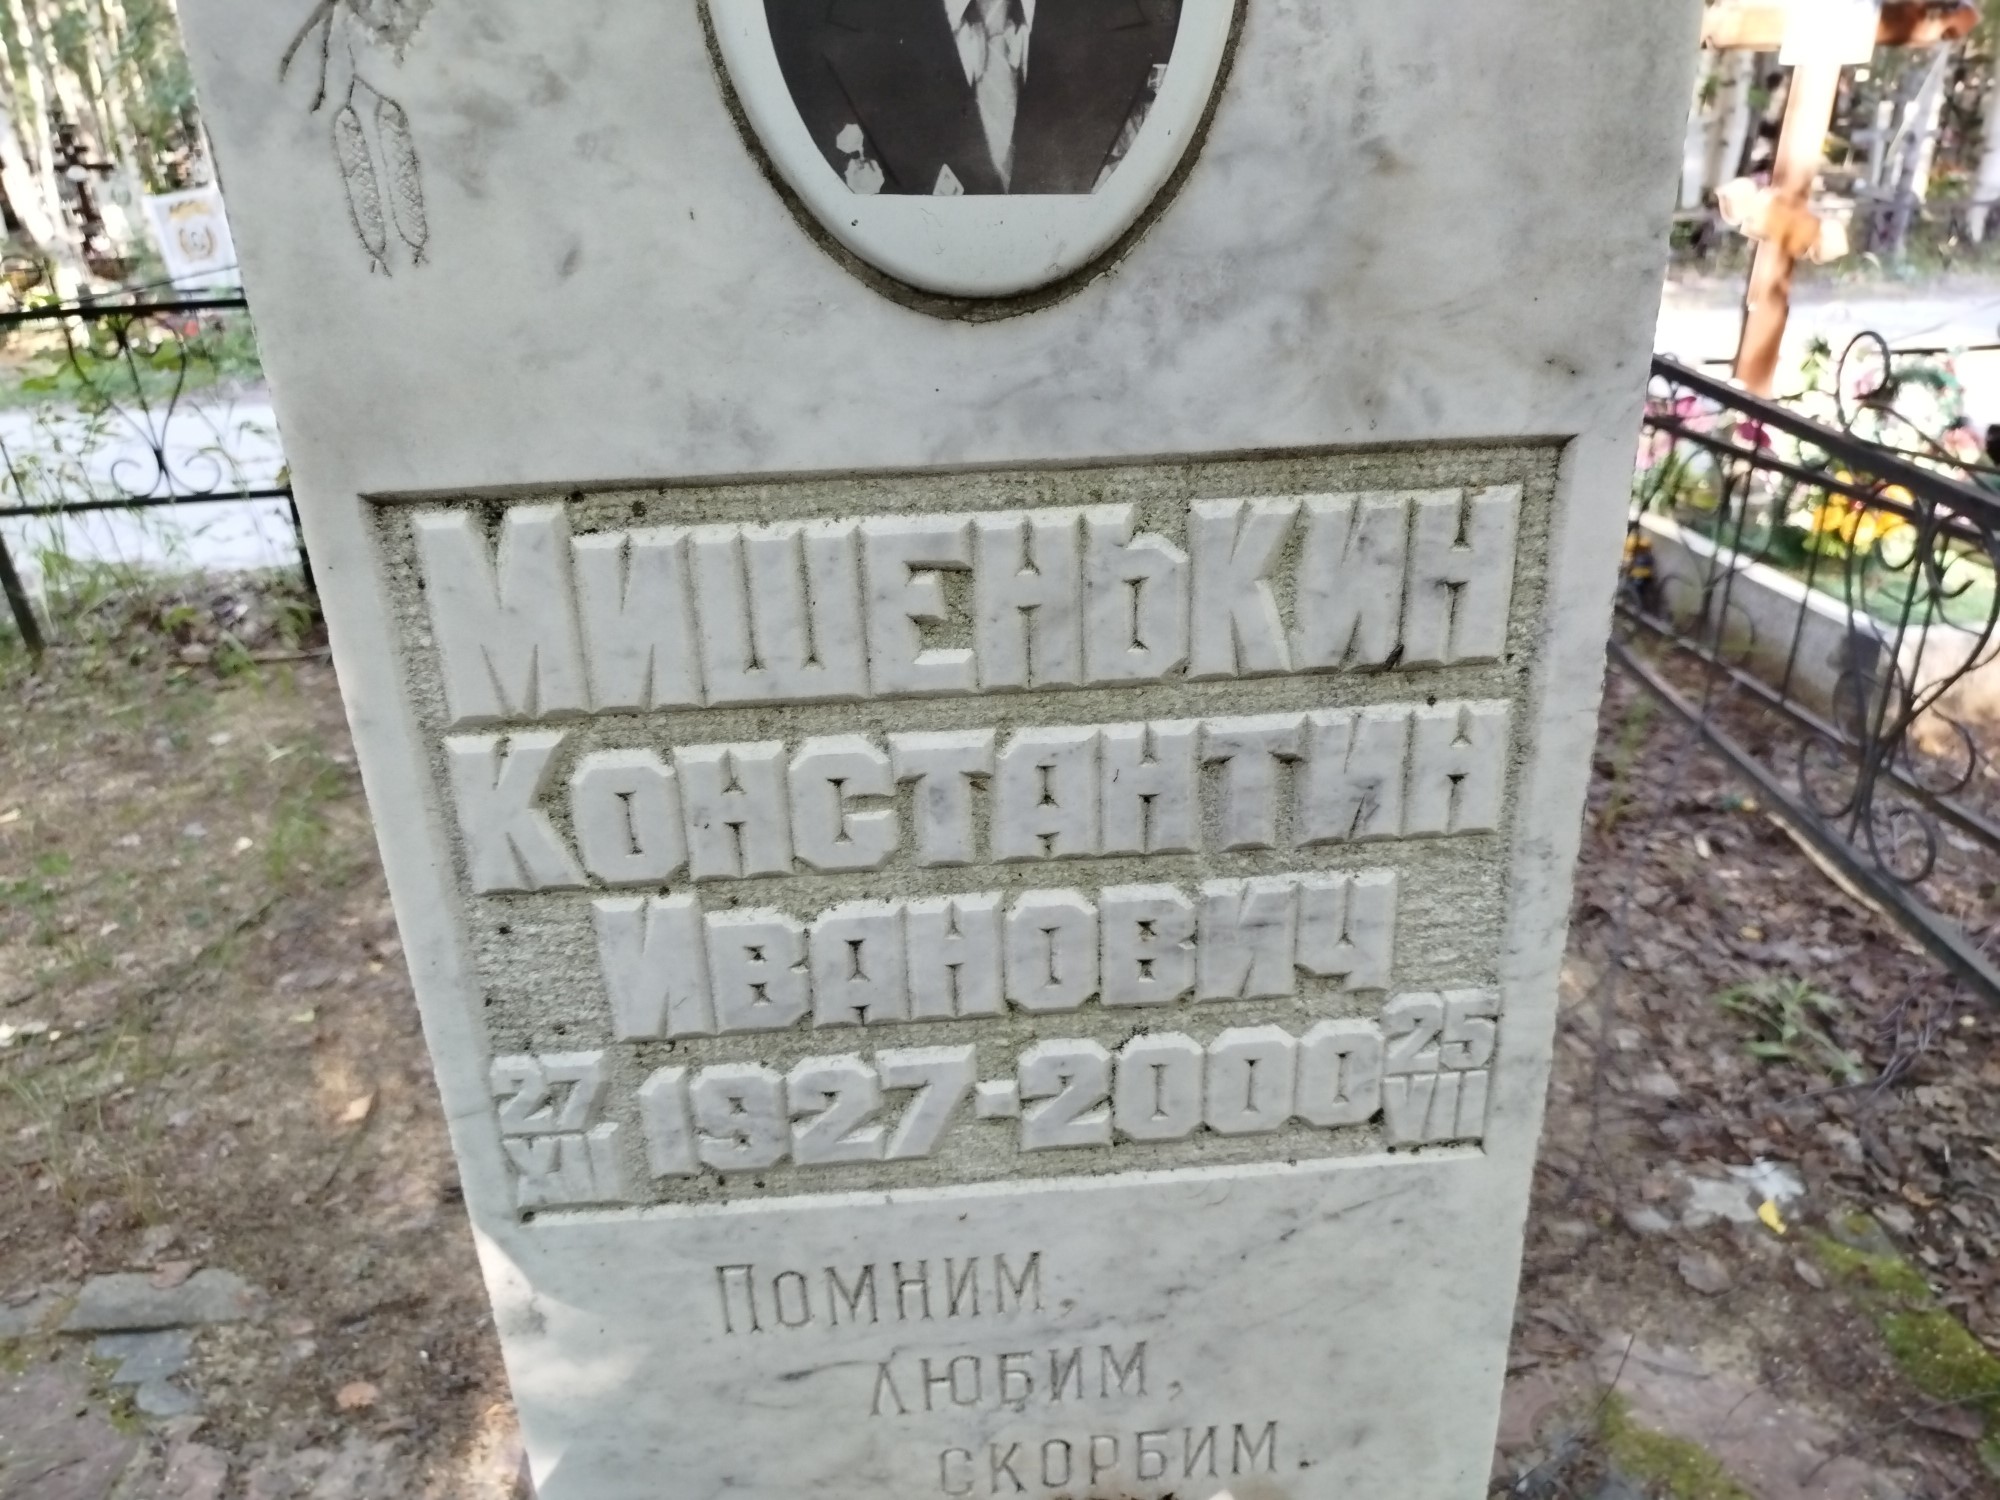 Мишенькин
Константин
Иванович
27 XII 1927-2000 25 VII
Помним,
любим,
скорбим.